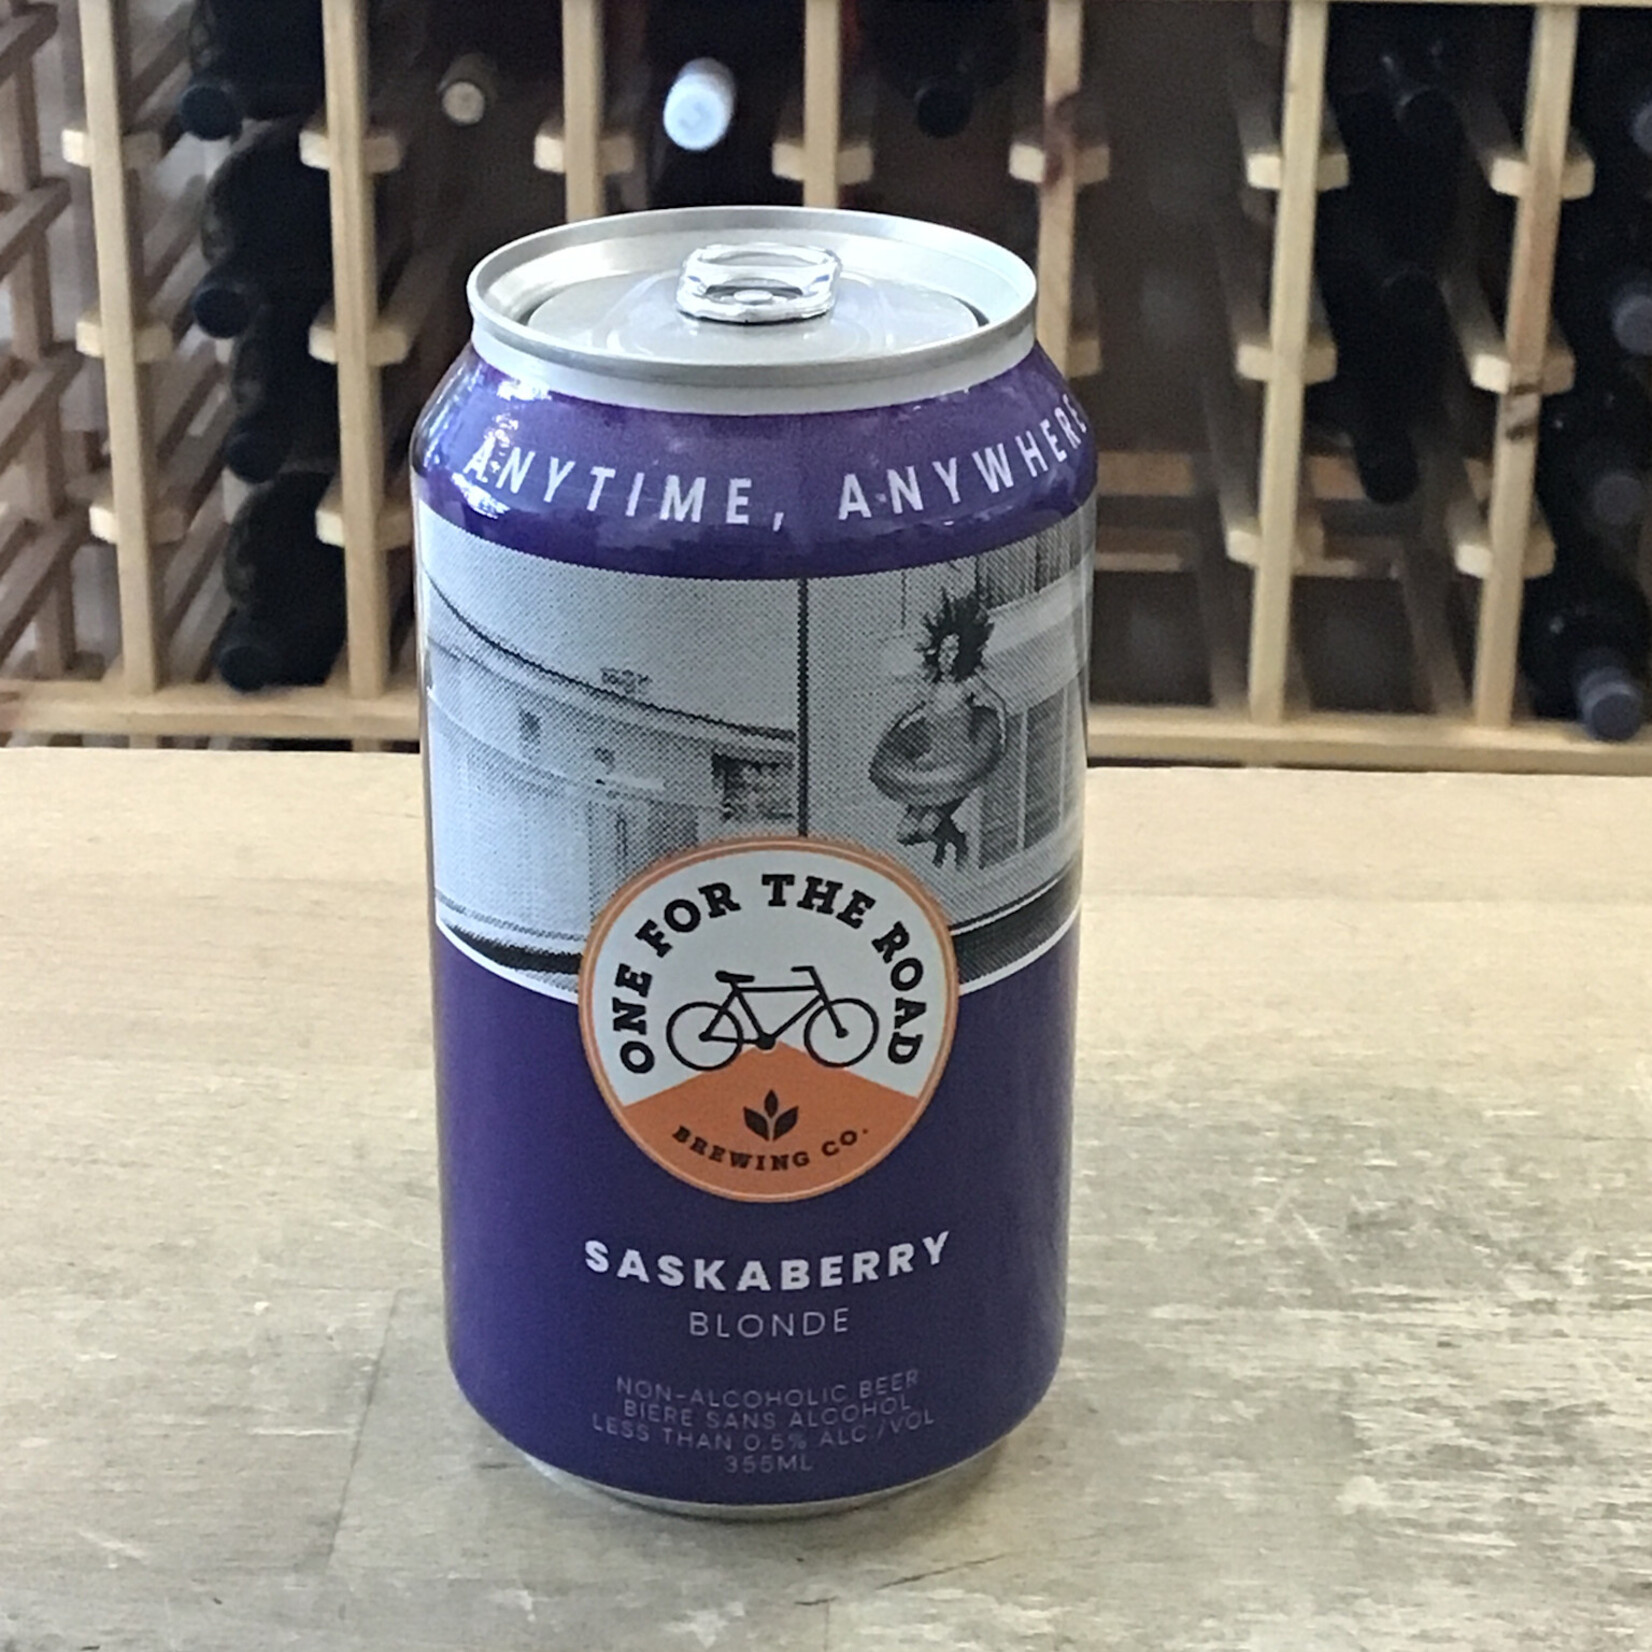 ANYTIME, ANYWHERE
ONE FOR THE ROAD
BREWING CO.
SASKABERRY
BLONDE
NON-ALCOHOLIC BEER
BIÈRE SANS ALCOHOL
LESS THAN 0.5% ALC./VOL
355ML